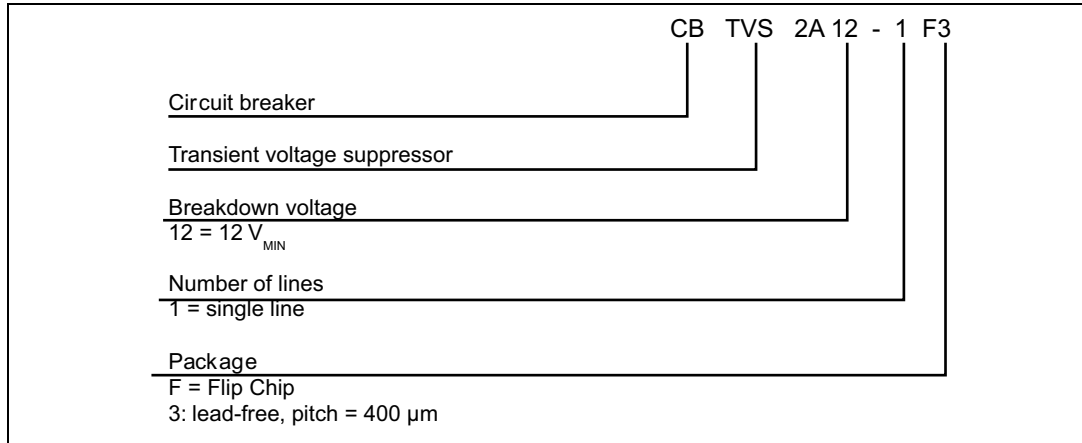 CB TVS 2A 12 - 1 F3
Circuit breaker
Transient voltage suppressor
Breakdown voltage
12 = 12 VMIN
Number of lines
1 = single line
Package
F = Flip Chip
3: lead-free, pitch = 400 µm